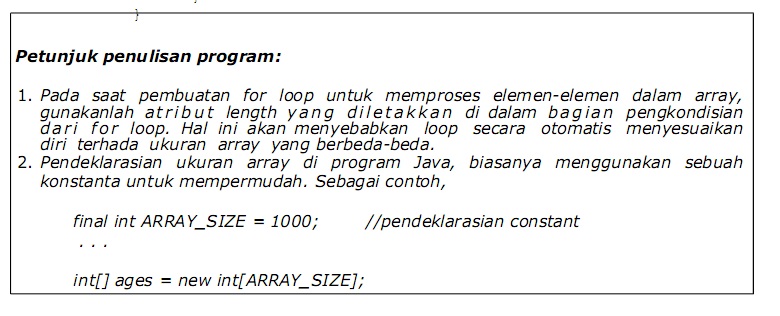 }
Petunjuk penulisan program:
1. Pada saat pembuatan for loop untuk memproses elemen-elemen dalam array,
gunakanlah atribut length yang diletakkan di dalam bagian pengkondisian
dari for loop. Hal ini akan menyebabkan loop secara otomatis menyesuaikan
diri terhada ukuran array yang berbeda-beda.
2. Pendeklarasian ukuran array di program Java, biasanya menggunakan sebuah
konstanta untuk mempermudah. Sebagai contoh,
final int ARRAY_SIZE = 1000; //pendeklarasian constant
. . .
int[] ages = new int[ARRAY_SIZE];